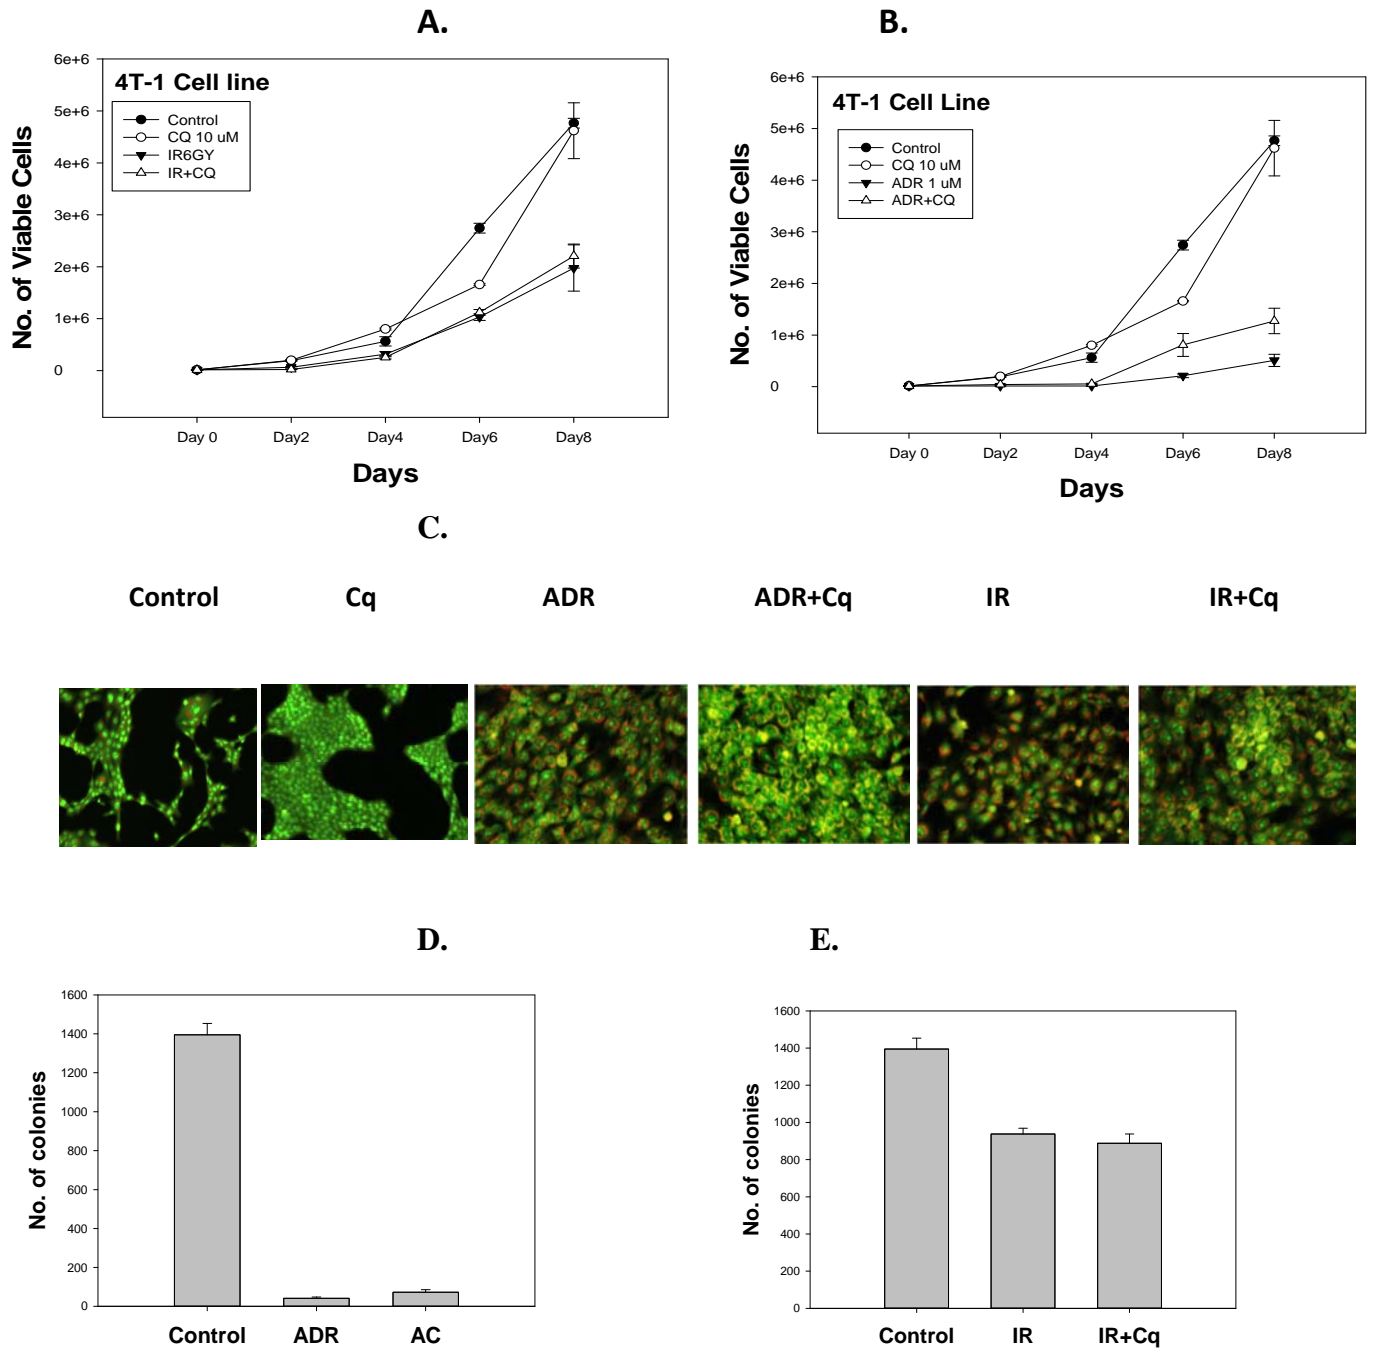 A.
B.
6e+6
5e+6
4e+6
3e+6
2e+6
1e+6
0
No. of Viable Cells
4T-1 Cell line
Control
CQ 10 uM
IR6GY
IR+CQ
Day 0 Day2 Day4 Day6 Day8
Days
6e+6
5e+6
4e+6
3e+6
2e+6
1e+6
0
No. of Viable Cells
4T-1 Cell Line
Control
CQ 10 uM
ADR 1 uM
ADR+CQ
Day 0 Day2 Day4 Day6 Day8
Days
C.
Control Cq ADR ADR+Cq IR IR+Cq
D.
E.
1600
1400
1200
1000
800
600
400
200
0
No. of colonies
Control ADR AC
1600
1400
1200
1000
800
600
400
200
0
No. of colonies
Control IR IR+Cq